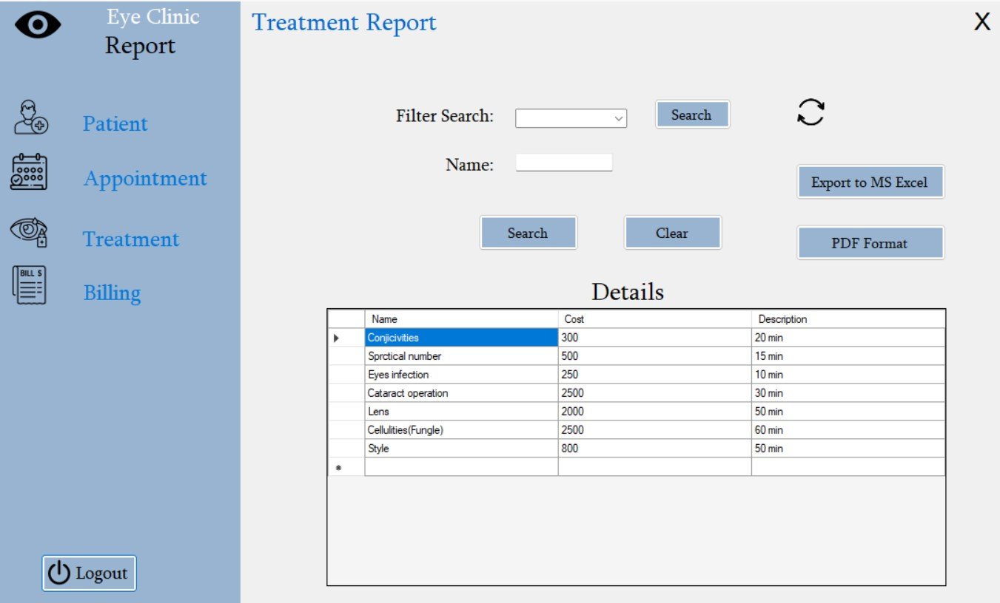 Eye Clinic
Report
Treatment Report
X
Patient
Appointment
Treatment
BILL S
Billing
Logout
Filter Search:
Search
Name:
Export to MS Excel
Search
Clear
PDF Format
Details
Name Cost Description
Conjicivities 300 20 min
Sprctical number 500 15 min
Eyes infection 250 10 min
Cataract operation 2500 30 min
Lens 2000 50 min
Cellulities(Fungle) 2500 60 min
Style 800 50 min